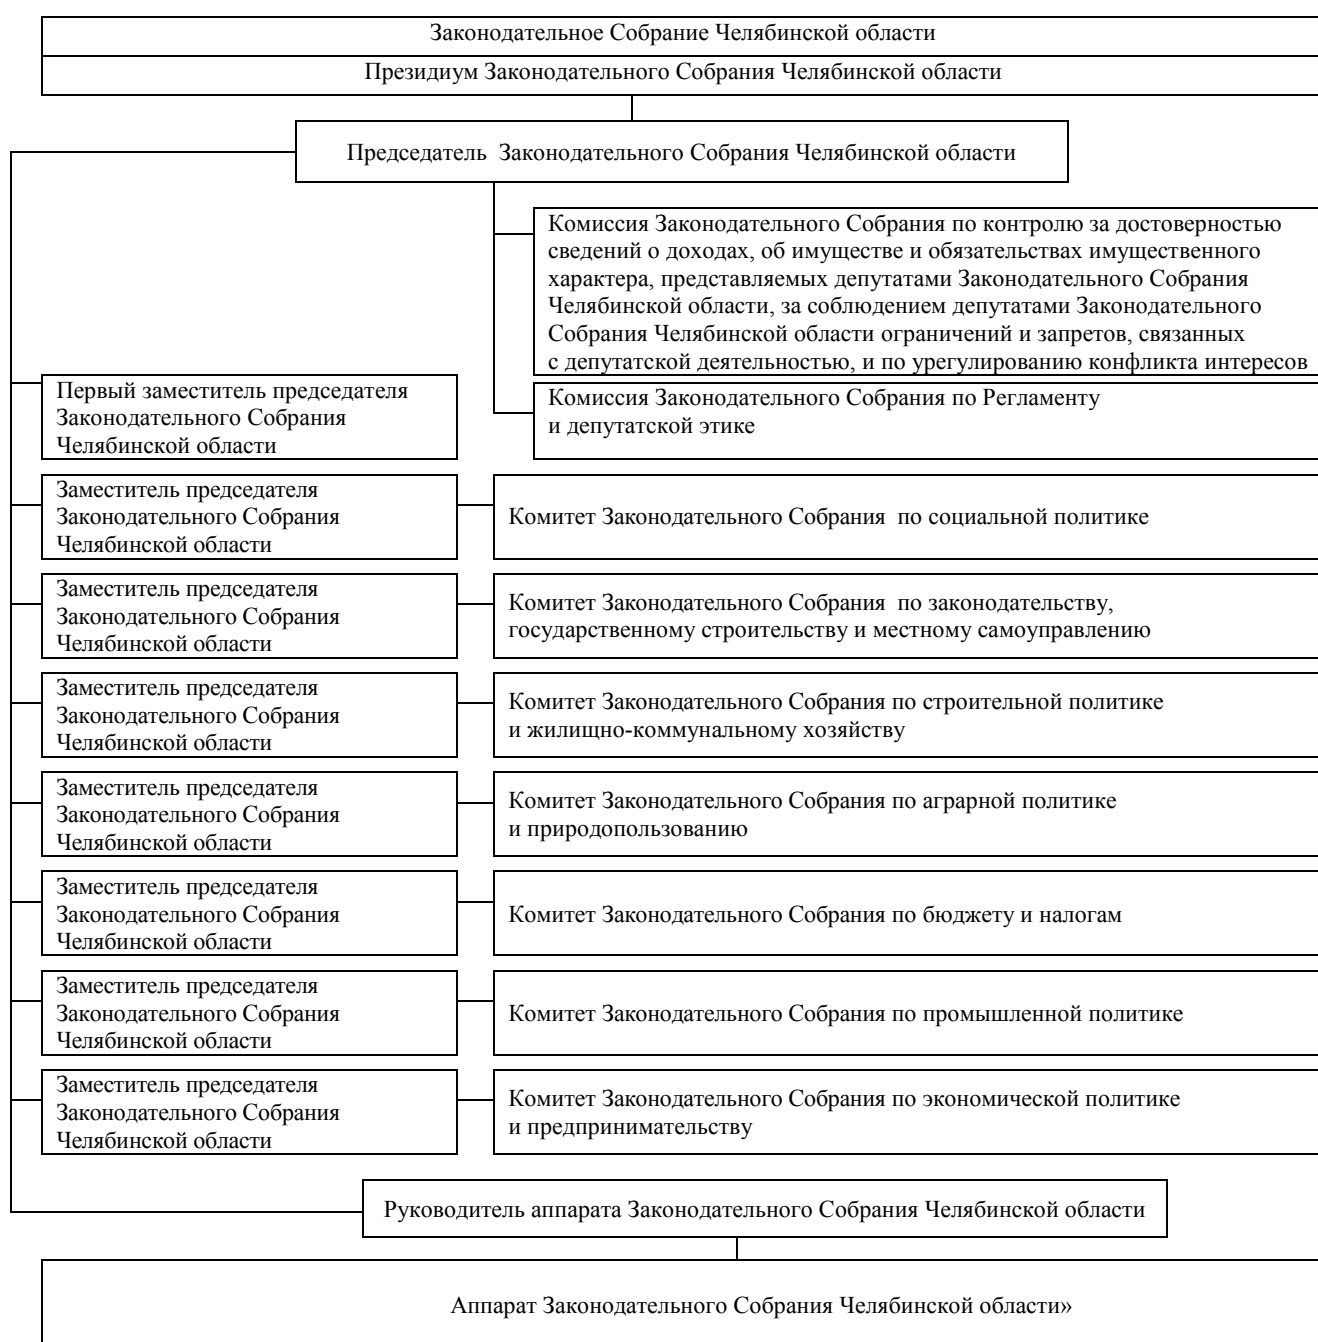 Законодательное Собрание Челябинской области
Президиум Законодательного Собрания Челябинской области
Председатель Законодательного Собрания Челябинской области
Комиссия Законодательного Собрания по контролю за достоверностью
сведений о доходах, об имуществе и обязательствах имущественного
характера, представляемых депутатами Законодательного Собрания
Челябинской области, за соблюдением депутатами Законодательного
Собрания Челябинской области ограничений и запретов, связанных
с депутатской деятельностью, и по урегулированию конфликта интересов
Первый заместитель председателя
Законодательного Собрания
Челябинской области
Комиссия Законодательного Собрания по Регламенту
и депутатской этике
Заместитель председателя
Законодательного Собрания
Челябинской области
Комитет Законодательного Собрания по социальной политике
Заместитель председателя
Законодательного Собрания
Челябинской области
Комитет Законодательного Собрания по законодательству,
государственному строительству и местному самоуправлению
Заместитель председателя
Законодательного Собрания
Челябинской области
Комитет Законодательного Собрания по строительной политике
и жилищно-коммунальному хозяйству
Заместитель председателя
Законодательного Собрания
Челябинской области
Комитет Законодательного Собрания по аграрной политике
и природопользованию
Заместитель председателя
Законодательного Собрания
Челябинской области
Комитет Законодательного Собрания по бюджету и налогам
Заместитель председателя
Законодательного Собрания
Челябинской области
Комитет Законодательного Собрания по промышленной политике
Заместитель председателя
Законодательного Собрания
Челябинской области
Комитет Законодательного Собрания по экономической политике
и предпринимательству
Руководитель аппарата Законодательного Собрания Челябинской области
Аппарат Законодательного Собрания Челябинской области»